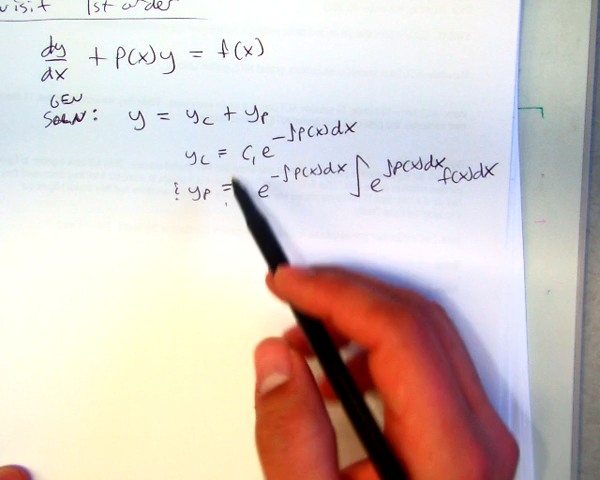 visit 1st order
dy/dx + P(x)y = f(x)
GEN
SOLN: y = y_c + y_p
y_c = c_1 e^{-∫P(x)dx}
& y_p = e^{-∫P(x)dx} ∫ e^{∫P(x)dx} f(x)dx